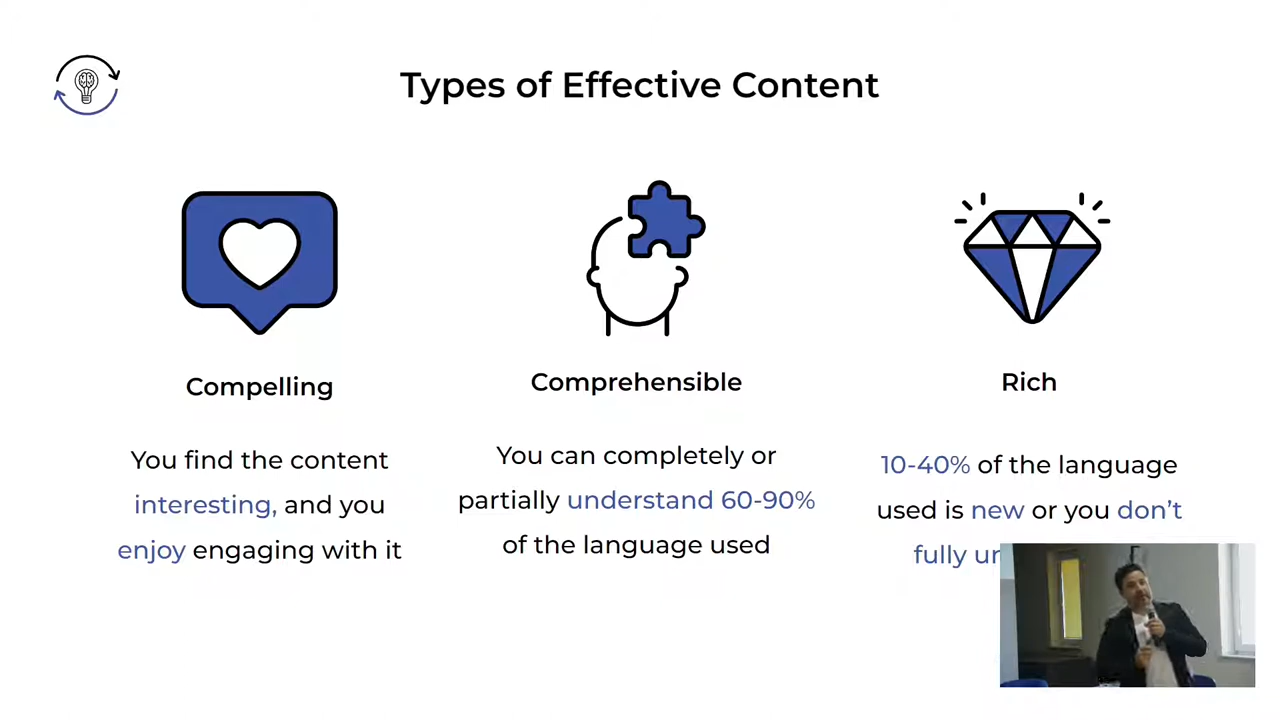 Types of Effective Content
Compelling
You find the content
interesting, and you
enjoy engaging with it
Comprehensible
You can completely or
partially understand 60-90%
of the language used
Rich
10-40% of the language
used is new or you don't
fully